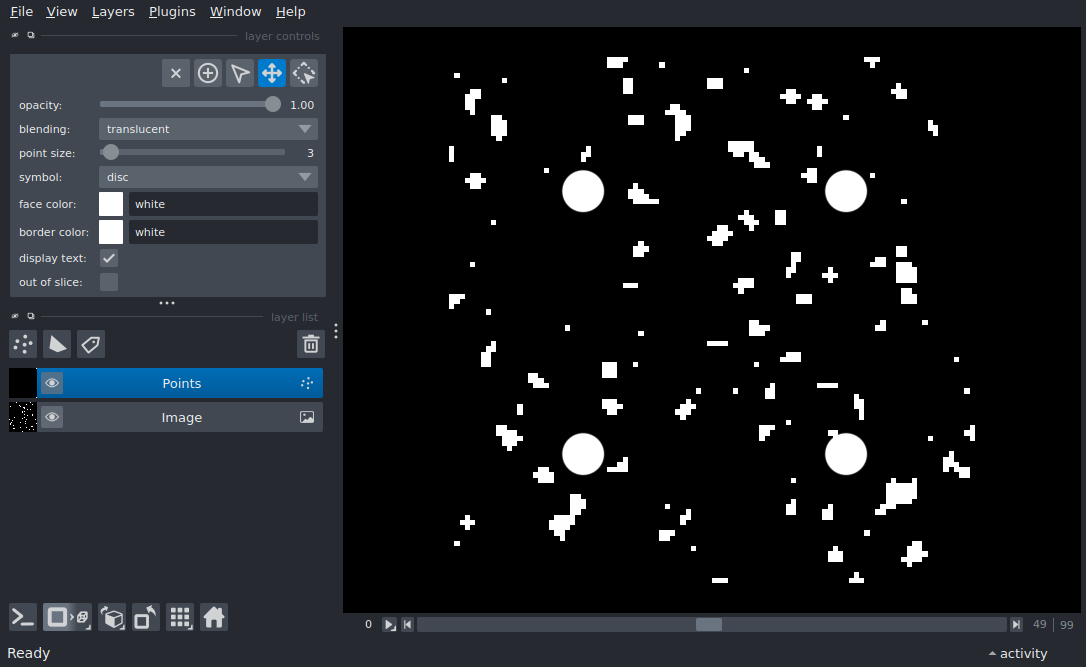 File View Layers Plugins Window Help
layer controls
opacity: 1.00
blending: translucent
point size: 3
symbol: disc
face color: white
border color: white
display text:
out of slice:
layer list
Points
Image
0 49 | 99
Ready activity